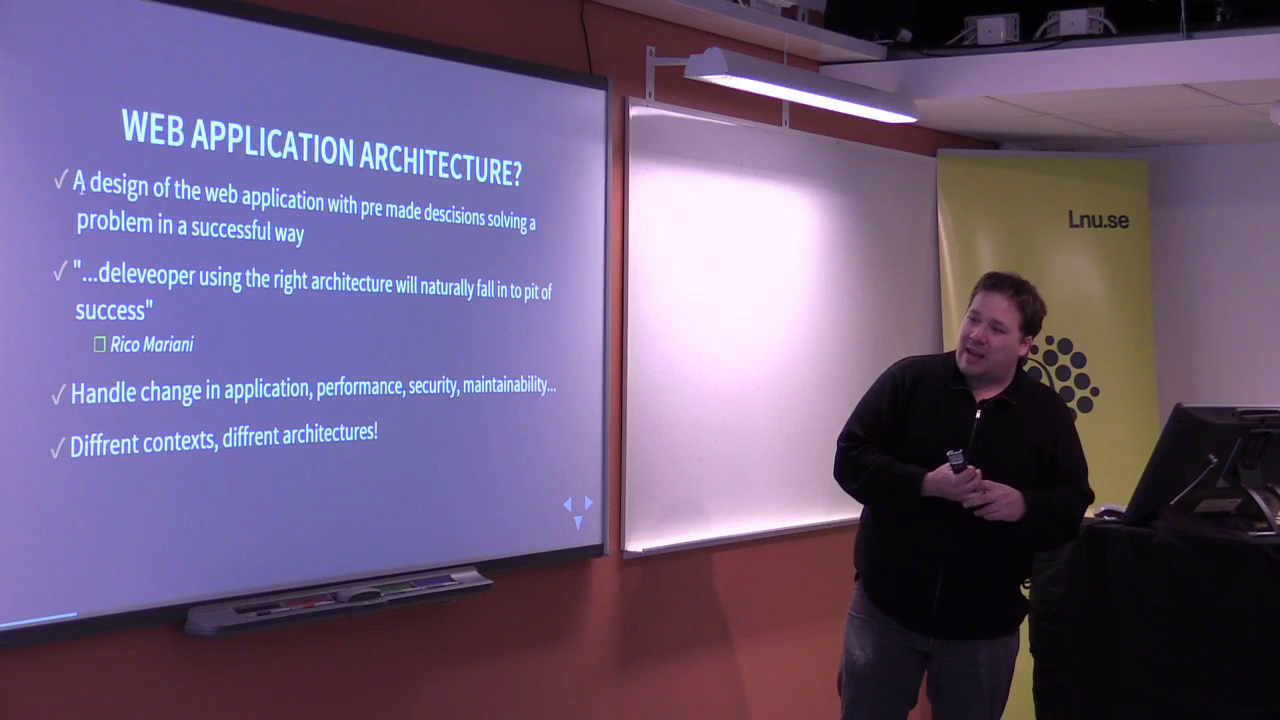 WEB APPLICATION ARCHITECTURE?
A design of the web application with pre made descisions solving a
problem in a successful way
"...deleveoper using the right architecture will naturally fall in to pit of
success"
Rico Mariani
Handle change in application, performance, security, maintainability...
Diffrent contexts, diffrent architectures!
Lnu.se